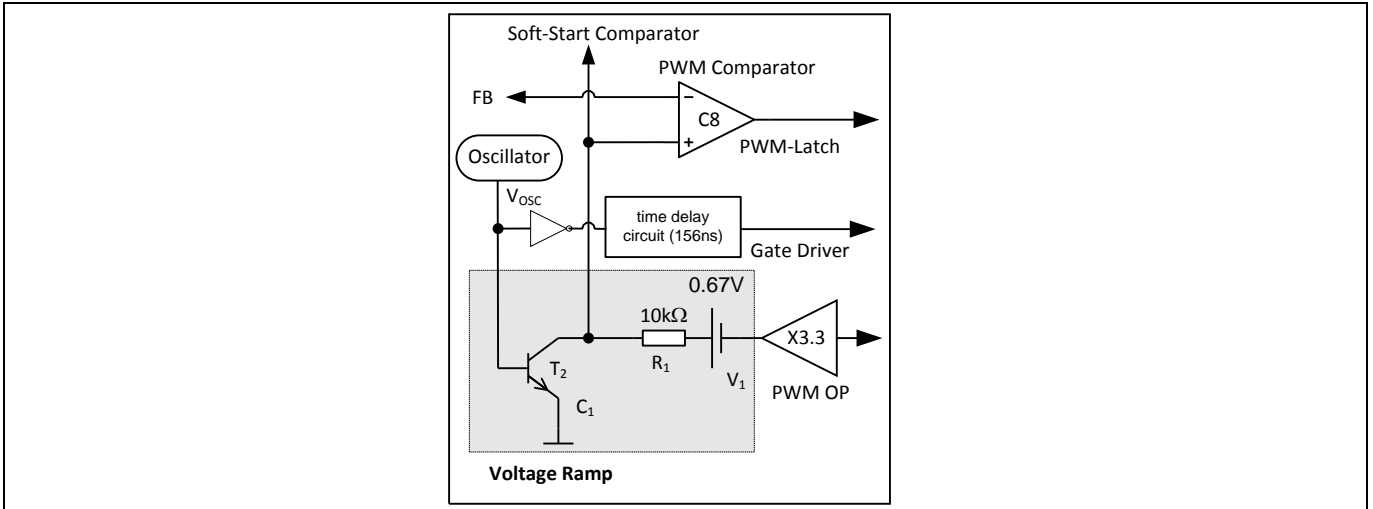 Soft-Start Comparator
PWM Comparator
FB
−
C8
+
PWM-Latch
Oscillator
VOSC
time delay
circuit (156ns)
Gate Driver
0.67V
10kΩ
X3.3
R1
T2
V1
PWM OP
C1
Voltage Ramp